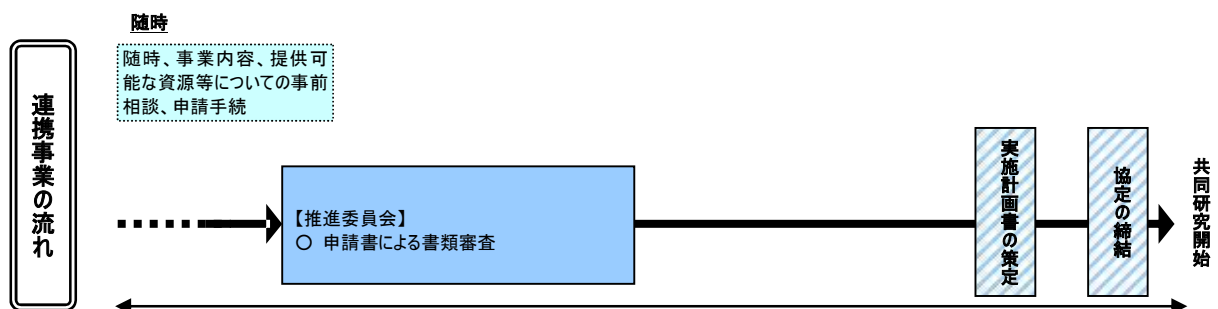 連携事業の流れ
随時
随時、事業内容、提供可
能な資源等についての事前
相談、申請手続
【推進委員会】
○ 申請書による書類審査
実施計画書の策定
協定の締結
共同研究開始